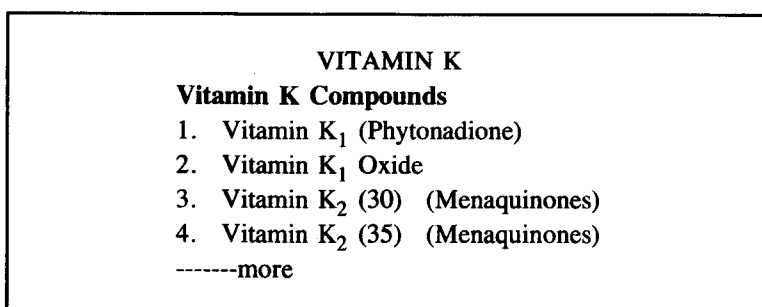 VITAMIN K
Vitamin K Compounds
1. Vitamin K₁ (Phytonadione)
2. Vitamin K₁ Oxide
3. Vitamin K₂ (30) (Menaquinones)
4. Vitamin K₂ (35) (Menaquinones)
-------more